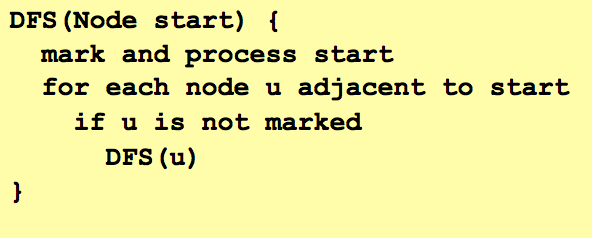 DFS(Node start) {
  mark and process start
  for each node u adjacent to start
    if u is not marked
      DFS(u)
}